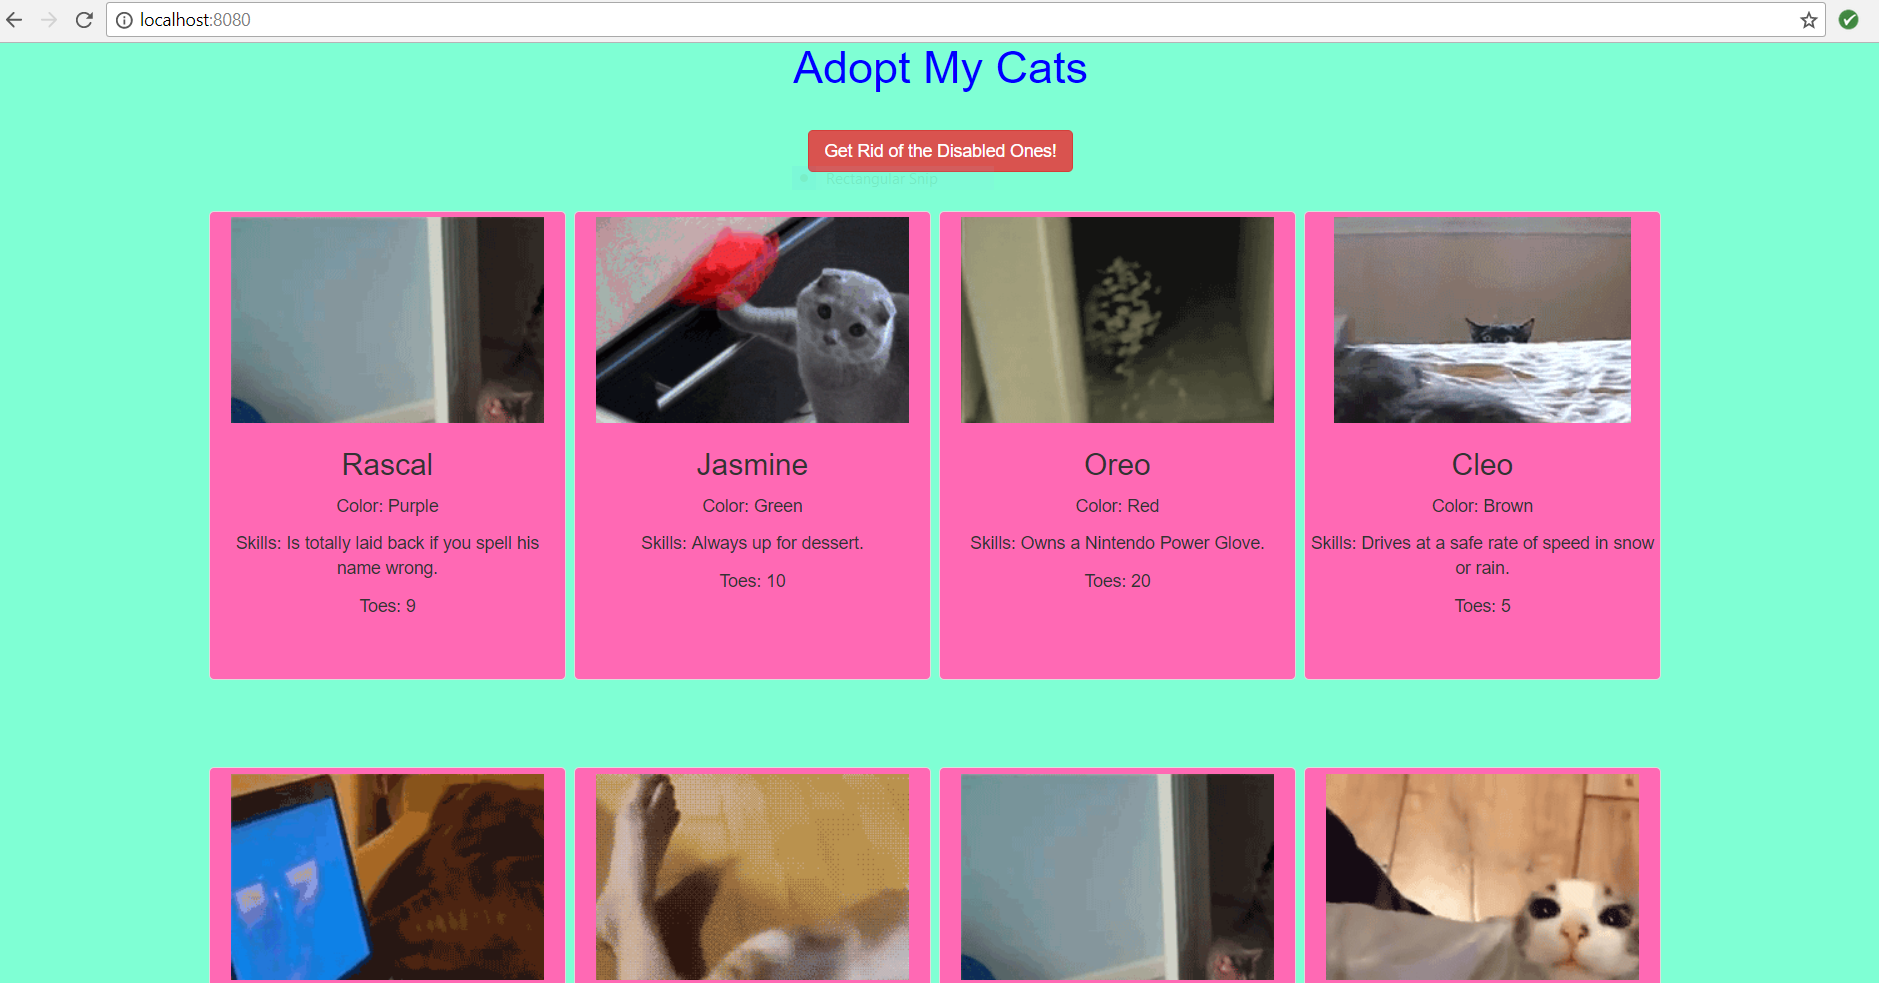 localhost:8080
Adopt My Cats
Get Rid of the Disabled Ones!
Rectangular Snip
Rascal
Color: Purple
Skills: Is totally laid back if you spell his
name wrong.
Toes: 9
Jasmine
Color: Green
Skills: Always up for dessert.
Toes: 10
Oreo
Color: Red
Skills: Owns a Nintendo Power Glove.
Toes: 20
Cleo
Color: Brown
Skills: Drives at a safe rate of speed in snow
or rain.
Toes: 5